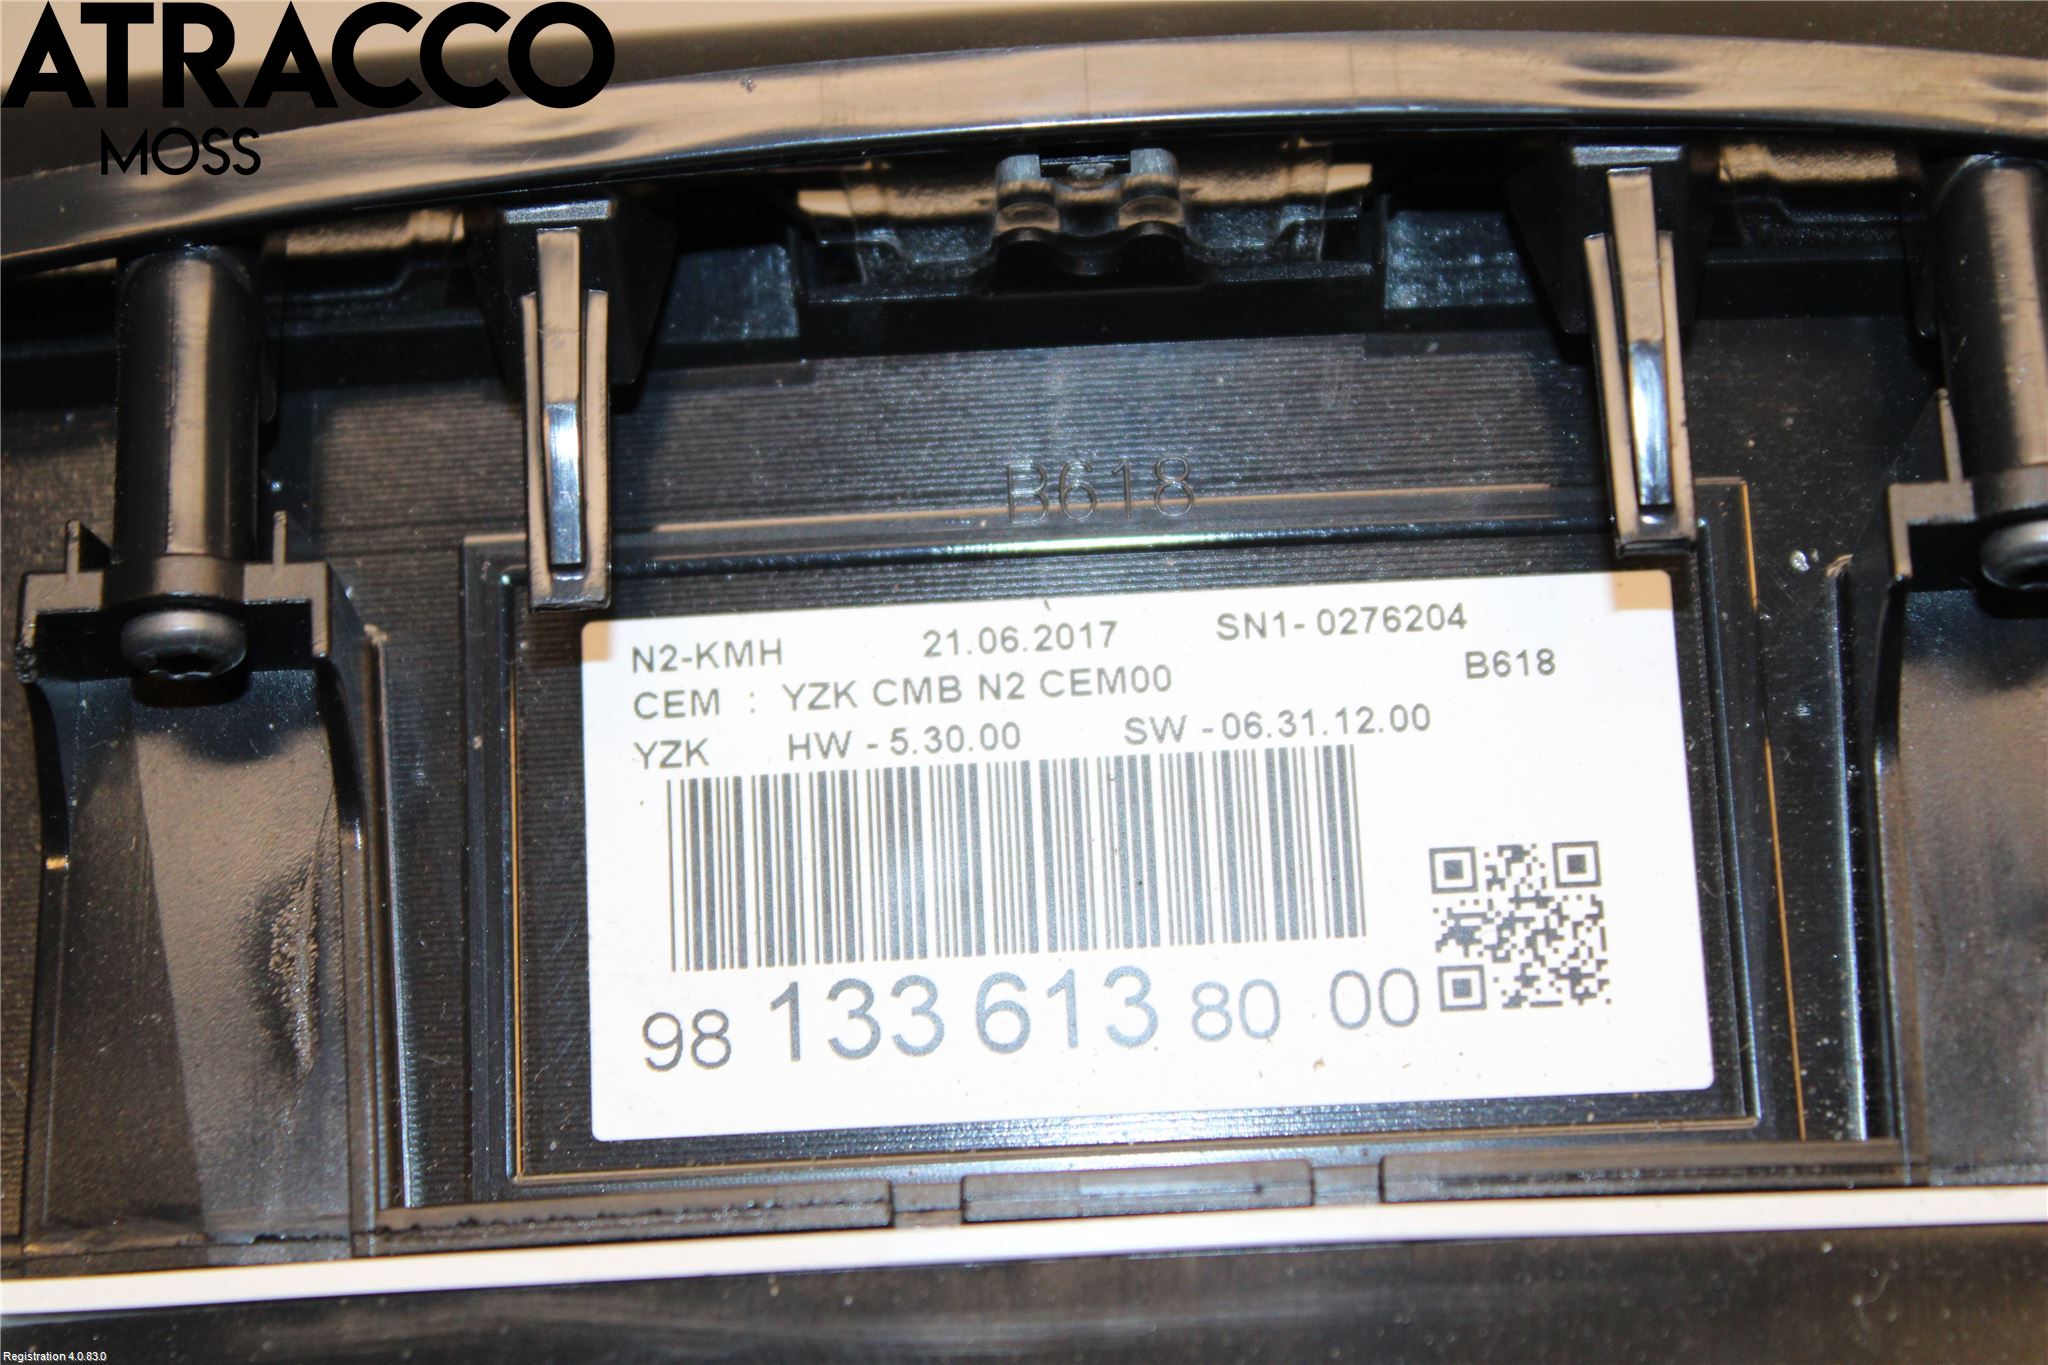 ATRACCO
MOSS
B618
N2-KMH 21.06.2017 SN1- 0276204
CEM : YZK CMB N2 CEM00 B618
YZK HW - 5.30.00 SW - 06.31.12.00
98 133 613 80 00
Registration 4.0.83.0